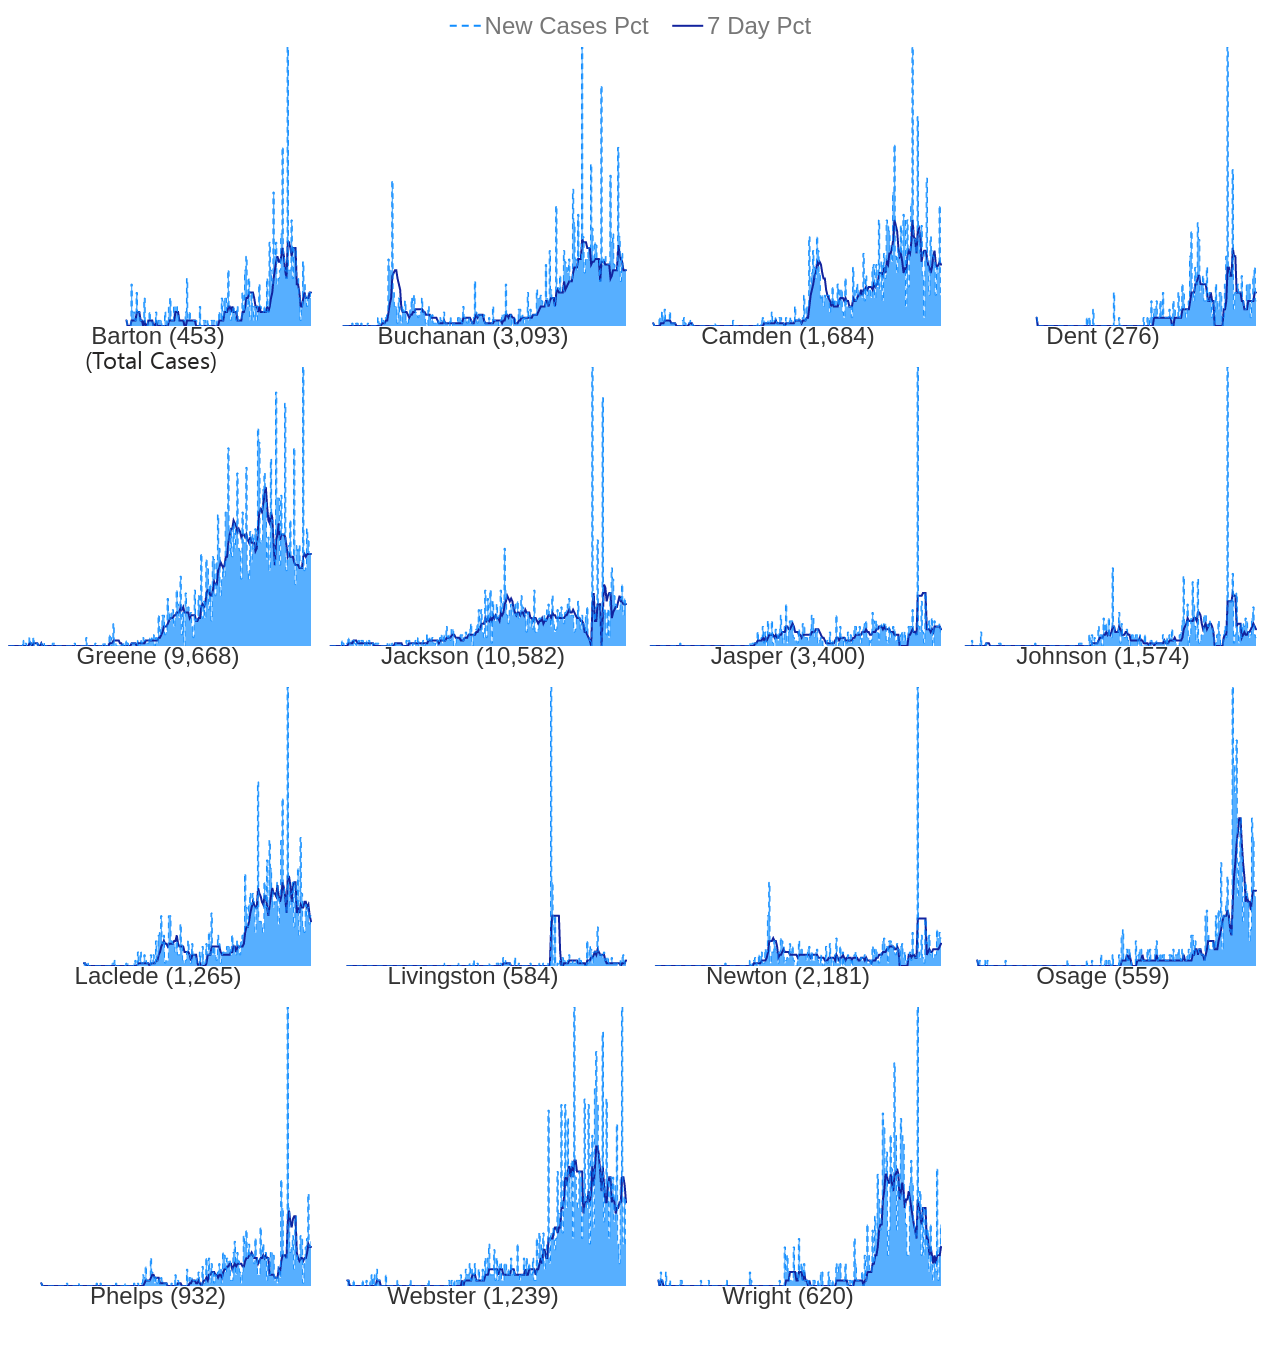 New Cases Pct 7 Day Pct
Barton (453) Buchanan (3,093) Camden (1,684) Dent (276)
(Total Cases)
Greene (9,668) Jackson (10,582) Jasper (3,400) Johnson (1,574)
Laclede (1,265) Livingston (584) Newton (2,181) Osage (559)
Phelps (932) Webster (1,239) Wright (620)